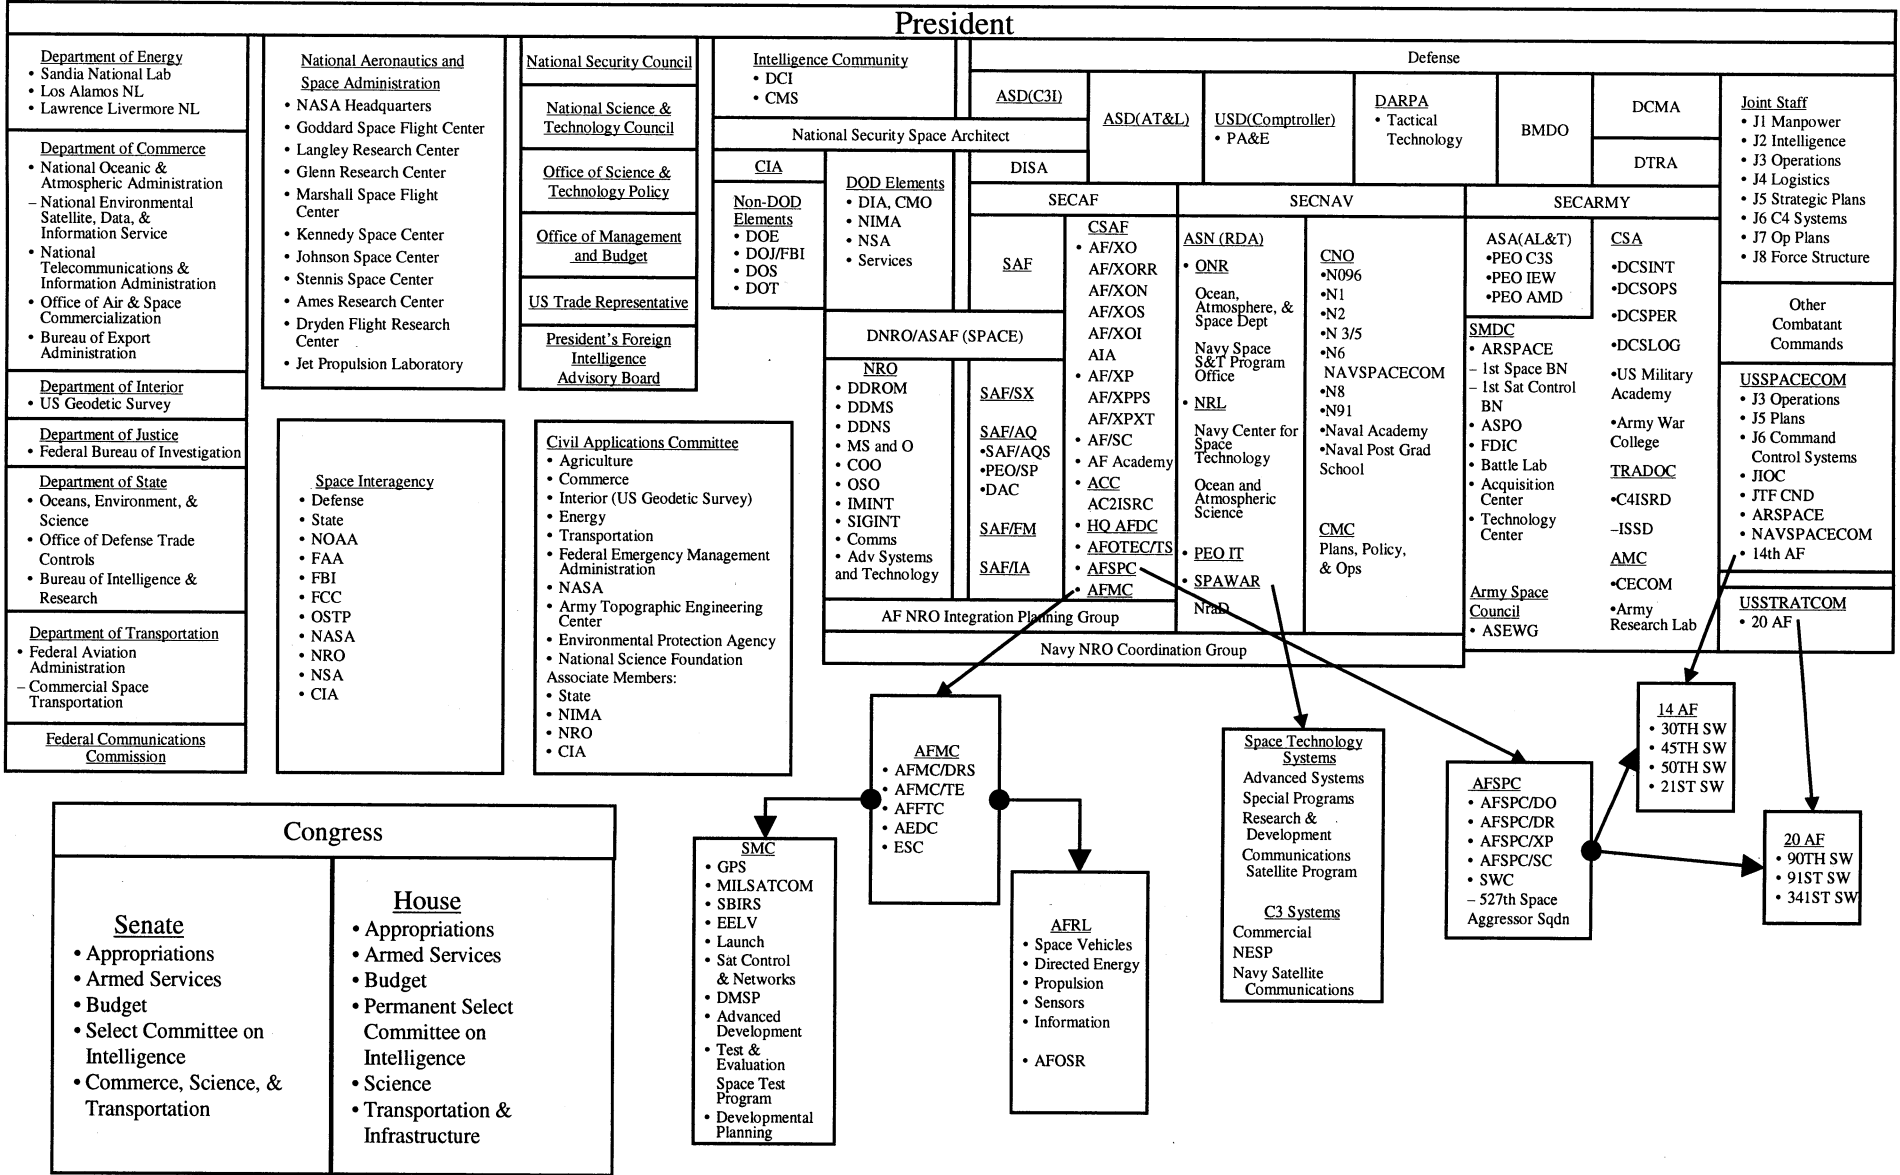 President
Department of Energy
• Sandia National Lab
• Los Alamos NL
• Lawrence Livermore NL
Department of Commerce
• National Oceanic &
Atmospheric Administration
– National Environmental
Satellite, Data, &
Information Service
• National
Telecommunications &
Information Administration
• Office of Air & Space
Commercialization
• Bureau of Export
Administration
Department of Interior
• US Geodetic Survey
Department of Justice
• Federal Bureau of Investigation
Department of State
• Oceans, Environment, &
Science
• Office of Defense Trade
Controls
• Bureau of Intelligence &
Research
Department of Transportation
• Federal Aviation
Administration
– Commercial Space
Transportation
Federal Communications
Commission
National Aeronautics and
Space Administration
• NASA Headquarters
• Goddard Space Flight Center
• Langley Research Center
• Glenn Research Center
• Marshall Space Flight
Center
• Kennedy Space Center
• Johnson Space Center
• Stennis Space Center
• Ames Research Center
• Dryden Flight Research
Center
• Jet Propulsion Laboratory
Space Interagency
• Defense
• State
• NOAA
• FAA
• FBI
• FCC
• OSTP
• NASA
• NRO
• NSA
• CIA
National Security Council
National Science &
Technology Council
Office of Science &
Technology Policy
Office of Management
and Budget
US Trade Representative
President's Foreign
Intelligence
Advisory Board
Civil Applications Committee
• Agriculture
• Commerce
• Interior (US Geodetic Survey)
• Energy
• Transportation
• Federal Emergency Management
Administration
• NASA
• Army Topographic Engineering
Center
• Environmental Protection Agency
• National Science Foundation
Associate Members:
• State
• NIMA
• NRO
• CIA
Intelligence Community
• DCI
• CMS
National Security Space Architect
CIA
Non-DOD
Elements
• DOE
• DOJ/FBI
• DOS
• DOT
DOD Elements
• DIA, CMO
• NIMA
• NSA
• Services
DNRO/ASAF (SPACE)
NRO
• DDROM
• DDMS
• DDNS
• MS and O
• COO
• OSO
• IMINT
• SIGINT
• Comms
• Adv Systems
and Technology
Defense
ASD(C3I)
DISA
ASD(AT&L)
USD(Comptroller)
• PA&E
DARPA
• Tactical
Technology
BMDO
DCMA
DTRA
SECAF
SAF
SAF/SX
SAF/AQ
•SAF/AQS
•PEO/SP
•DAC
SAF/FM
SAF/IA
CSAF
• AF/XO
AF/XORR
AF/XON
AF/XOS
AF/XOI
AIA
• AF/XP
AF/XPPS
AF/XPXT
• AF/SC
• AF Academy
• ACC
AC2ISRC
• HQ AFDC
• AFOTEC/TS
• AFSPC
• AFMC
AF NRO Integration Planning Group
Navy NRO Coordination Group
SECNAV
ASN (RDA)
• ONR
Ocean,
Atmosphere, &
Space Dept
Navy Space
S&T Program
Office
• NRL
Navy Center for
Space
Technology
Ocean and
Atmospheric
Science
• PEO IT
• SPAWAR
NraD
CNO
•N096
•N1
•N2
•N 3/5
•N6
NAVSPACECOM
•N8
•N91
•Naval Academy
•Naval Post Grad
School
CMC
Plans, Policy,
& Ops
SECARMY
ASA(AL&T)
•PEO C3S
•PEO IEW
•PEO AMD
SMDC
• ARSPACE
– 1st Space BN
– 1st Sat Control
BN
• ASPO
• FDIC
• Battle Lab
• Acquisition
Center
• Technology
Center
Army Space
Council
• ASEWG
CSA
•DCSINT
•DCSOPS
•DCSPER
•DCSLOG
•US Military
Academy
•Army War
College
TRADOC
•C4ISRD
–ISSD
AMC
•CECOM
•Army
Research Lab
Joint Staff
• J1 Manpower
• J2 Intelligence
• J3 Operations
• J4 Logistics
• J5 Strategic Plans
• J6 C4 Systems
• J7 Op Plans
• J8 Force Structure
Other
Combatant
Commands
USSPACECOM
• J3 Operations
• J5 Plans
• J6 Command
Control Systems
• JIOC
• JTF CND
• ARSPACE
• NAVSPACECOM
• 14th AF
USSTRATCOM
• 20 AF
Congress
Senate
• Appropriations
• Armed Services
• Budget
• Select Committee on
Intelligence
• Commerce, Science, &
Transportation
House
• Appropriations
• Armed Services
• Budget
• Permanent Select
Committee on
Intelligence
• Science
• Transportation &
Infrastructure
SMC
• GPS
• MILSATCOM
• SBIRS
• EELV
• Launch
• Sat Control
& Networks
• DMSP
• Advanced
Development
• Test &
Evaluation
Space Test
Program
• Developmental
Planning
AFMC
• AFMC/DRS
• AFMC/TE
• AFFTC
• AEDC
• ESC
AFRL
• Space Vehicles
• Directed Energy
• Propulsion
• Sensors
• Information
• AFOSR
Space Technology
Systems
Advanced Systems
Special Programs
Research &
Development
Communications
Satellite Program
C3 Systems
Commercial
NESP
Navy Satellite
Communications
AFSPC
• AFSPC/DO
• AFSPC/DR
• AFSPC/XP
• AFSPC/SC
• SWC
– 527th Space
Aggressor Sqdn
14 AF
• 30TH SW
• 45TH SW
• 50TH SW
• 21ST SW
20 AF
• 90TH SW
• 91ST SW
• 341ST SW